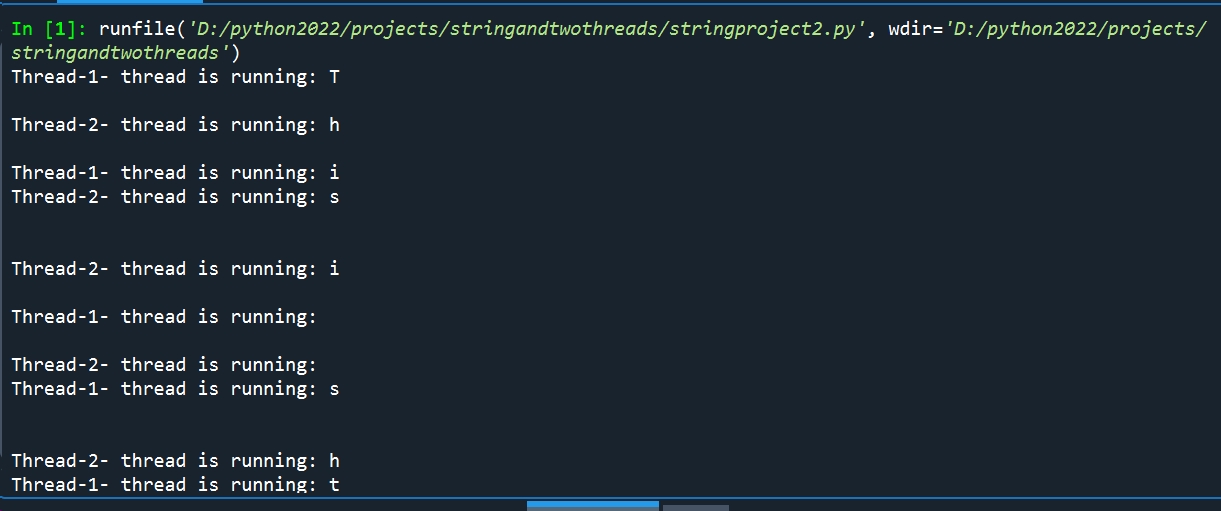 In [1]: runfile('D:/python2022/projects/stringandtwothreads/stringproject2.py', wdir='D:/python2022/projects/
stringandtwothreads')
Thread-1- thread is running: T
Thread-2- thread is running: h
Thread-1- thread is running: i
Thread-2- thread is running: s
Thread-2- thread is running: i
Thread-1- thread is running:
Thread-2- thread is running:
Thread-1- thread is running: s
Thread-2- thread is running: h
Thread-1- thread is running: t